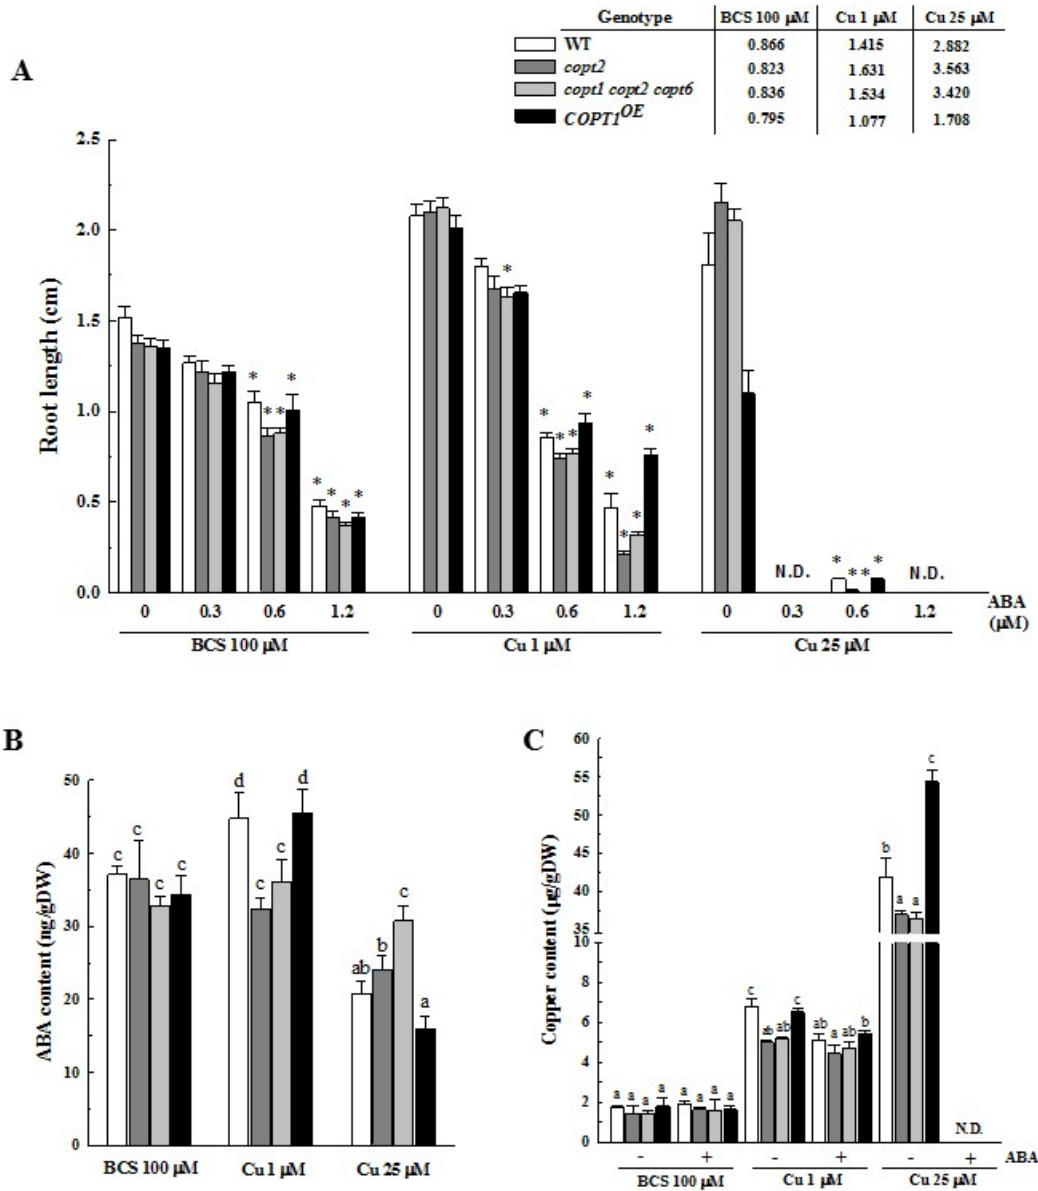 Genotype BCS 100 µM Cu 1 µM Cu 25 µM
WT 0.866 1.415 2.882
copt2 0.823 1.631 3.563
copt1 copt2 copt6 0.836 1.534 3.420
COPT1OE 0.795 1.077 1.708
A
Root length (cm)
2.5
2.0
1.5
1.0
0.5
0.0
* * * *
* * * *
*
* * * *
* * * *
N.D.
* * * *
N.D.
0 0.3 0.6 1.2 0 0.3 0.6 1.2 0 0.3 0.6 1.2 ABA
(µM)
BCS 100 µM Cu 1 µM Cu 25 µM
B
ABA content (ng/gDW)
50
40
30
20
10
0
c c c c
d c c d
ab b c a
BCS 100 µM Cu 1 µM Cu 25 µM
C
Copper content (µg/gDW)
60
55
50
45
40
35
10
8
6
4
2
0
a a a a a a a a
c ab ab c ab a ab b
b a a c
N.D.
- + - + - + ABA
BCS 100 µM Cu 1 µM Cu 25 µM